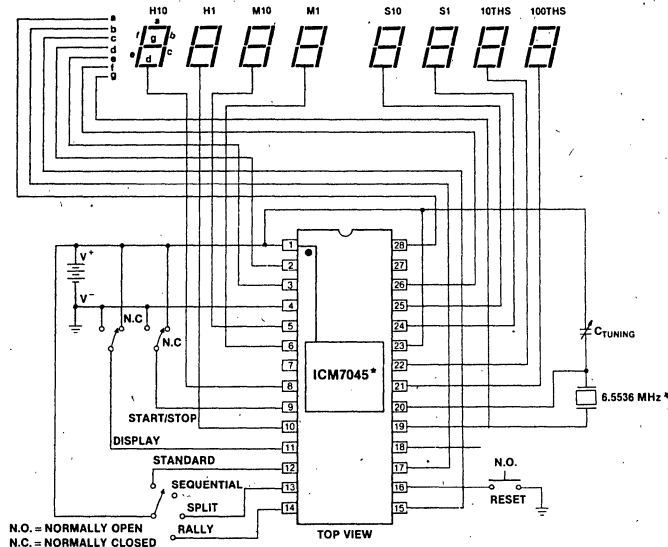 H10 H1 M10 M1 S10 S1 10THS 100THS
a
b
c
d
e
f
g
a
f b
g
e c
d
1 28
2 27
3 26
4 25
5 24
6 23
7 22
8 21
9 20
10 19
11 18
12 17
13 16
14 15
V+
V−
N.C
N.C
ICM7045*
CTUNING
6.5536 MHz *
START/STOP
DISPLAY
STANDARD
SEQUENTIAL
SPLIT
RALLY
N.O.
RESET
N.O. = NORMALLY OPEN
N.C. = NORMALLY CLOSED
TOP VIEW